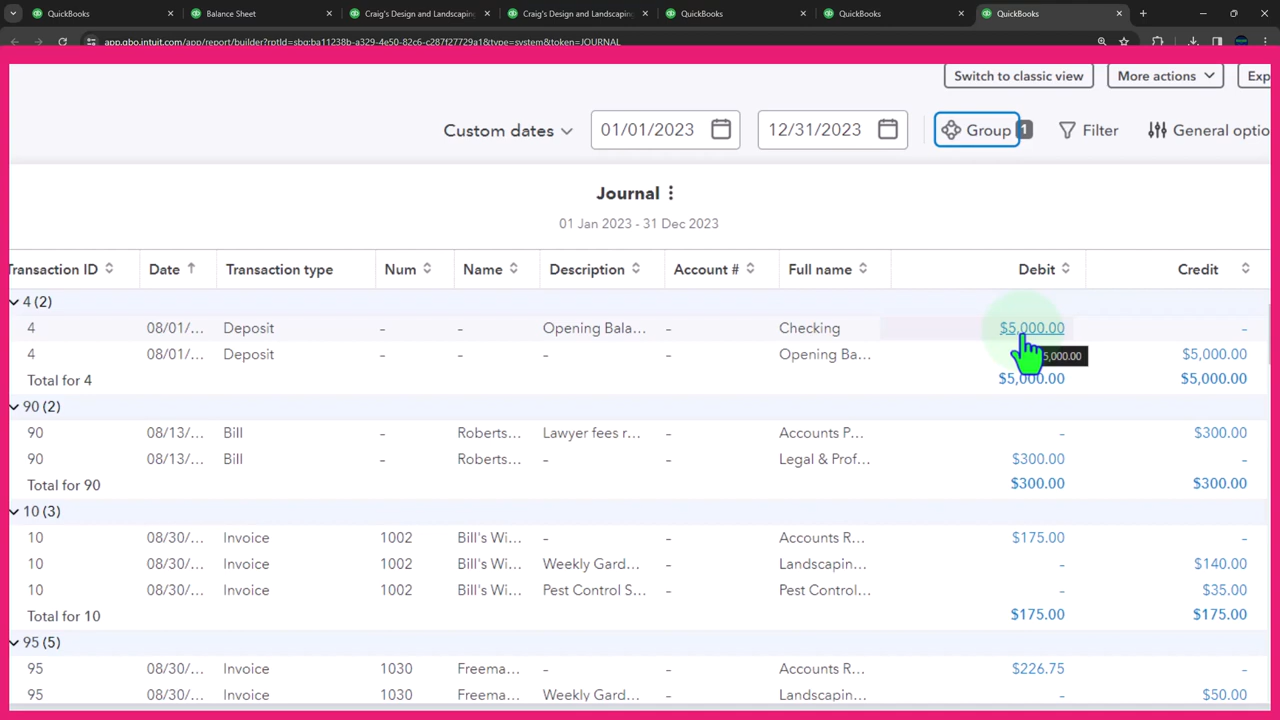 QuickBooks Balance Sheet Craig's Design and Landscaping Craig's Design and Landscaping QuickBooks QuickBooks QuickBooks
app.qbo.intuit.com/app/report/builder?rptId=sbg:ba11238b-a329-4e50-82c6-c287f27729a1&type=system&token=JOURNAL
Switch to classic view More actions Exp
Custom dates 01/01/2023 12/31/2023 Group 1 Filter General optio
Journal
01 Jan 2023 - 31 Dec 2023
Transaction ID Date Transaction type Num Name Description Account # Full name Debit Credit
4 (2)
4 08/01/... Deposit - - Opening Bala... - Checking $5,000.00 -
4 08/01/... Deposit - - - Opening Ba... $5,000.00
5,000.00
Total for 4 $5,000.00 $5,000.00
90 (2)
90 08/13/... Bill - Roberts... Lawyer fees r... - Accounts P... - $300.00
90 08/13/... Bill - Roberts... - - Legal & Prof... $300.00 -
Total for 90 $300.00 $300.00
10 (3)
10 08/30/... Invoice 1002 Bill's Wi... - - Accounts R... $175.00 -
10 08/30/... Invoice 1002 Bill's Wi... Weekly Gard... - Landscapin... - $140.00
10 08/30/... Invoice 1002 Bill's Wi... Pest Control S... - Pest Control... - $35.00
Total for 10 $175.00 $175.00
95 (5)
95 08/30/... Invoice 1030 Freema... - - Accounts R... $226.75 -
95 08/30/... Invoice 1030 Freema... Weekly Gard... - Landscapin... - $50.00